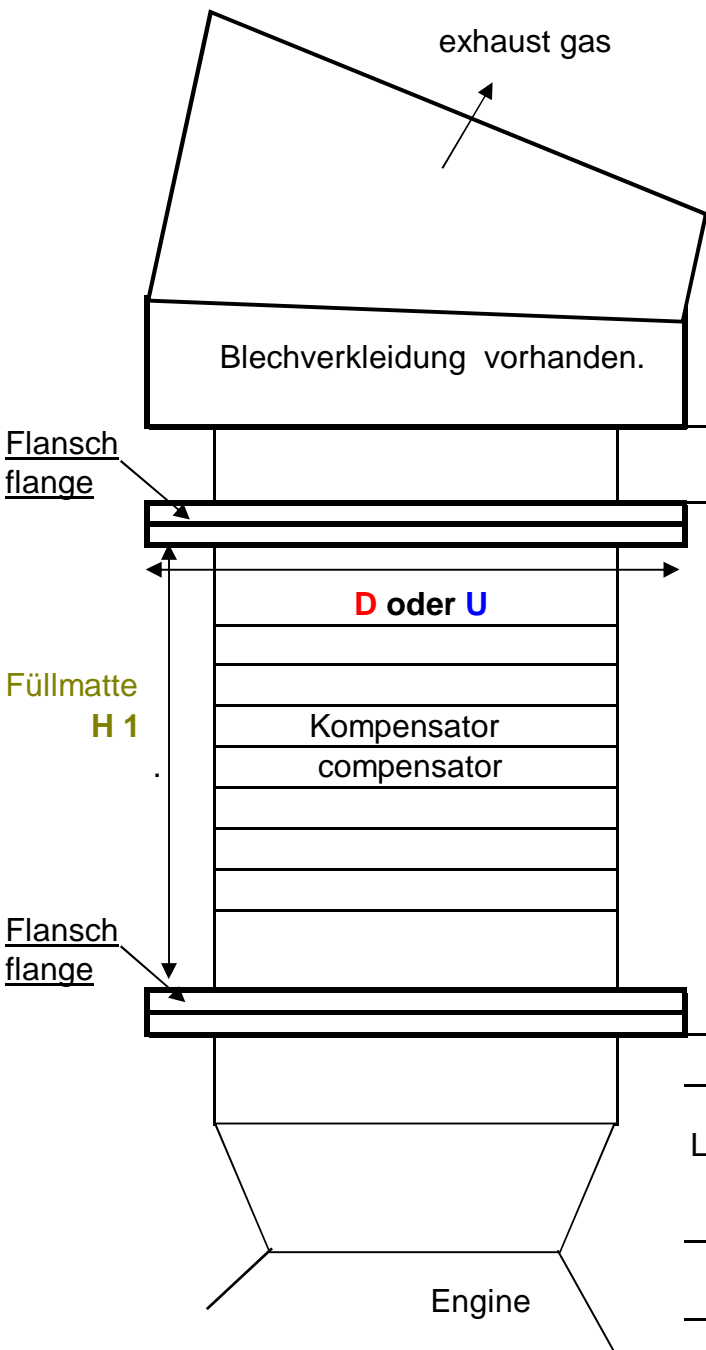 exhaust gas
Blechverkleidung vorhanden.
Flansch
flange
D oder U
Füllmatte
H 1
Kompensator
.
compensator
Flansch
flange
L
Engine